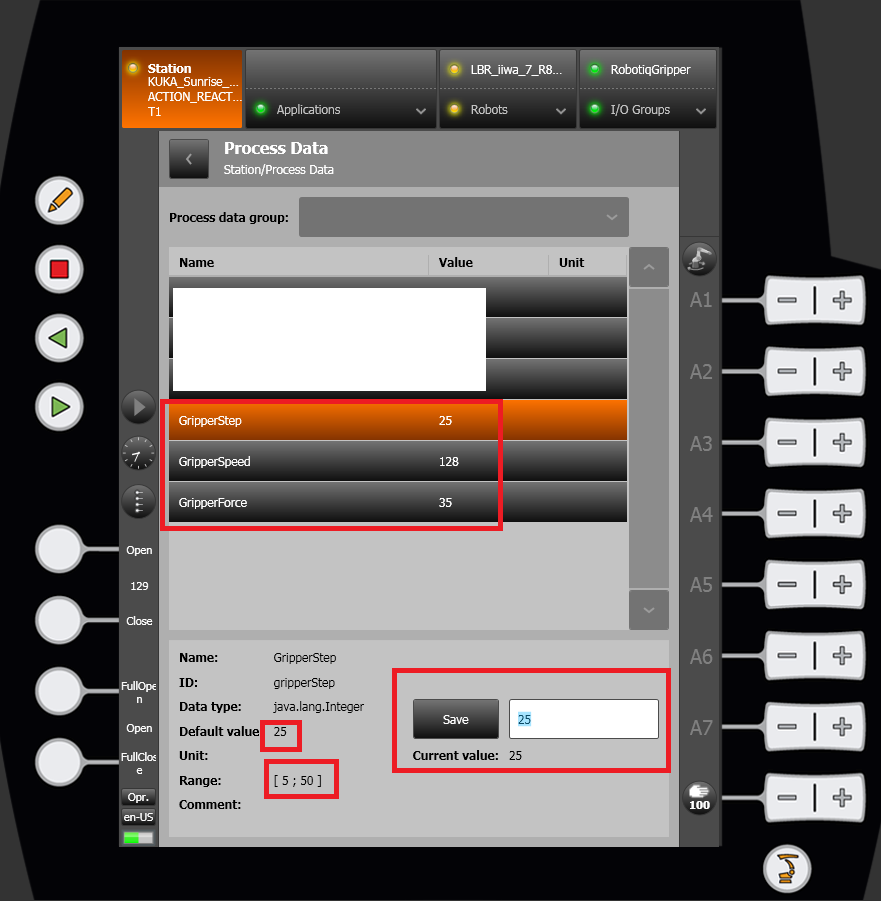 Station
KUKA_Sunrise_...
ACTION_REACT...
T1
Applications
LBR_iiwa_7_R8...
Robots
RobotiqGripper
I/O Groups
Process Data
Station/Process Data
Process data group:
Name Value Unit
GripperStep 25
GripperSpeed 128
GripperForce 35
Open
129
Close
FullOpe
n
Open
FullClos
e
Opr.
en-US
Name: GripperStep
ID: gripperStep
Data type: java.lang.Integer
Default value 25
Unit:
Range: [ 5 ; 50 ]
Comment:
Save 25
Current value: 25
A1
A2
A3
A4
A5
A6
A7
100